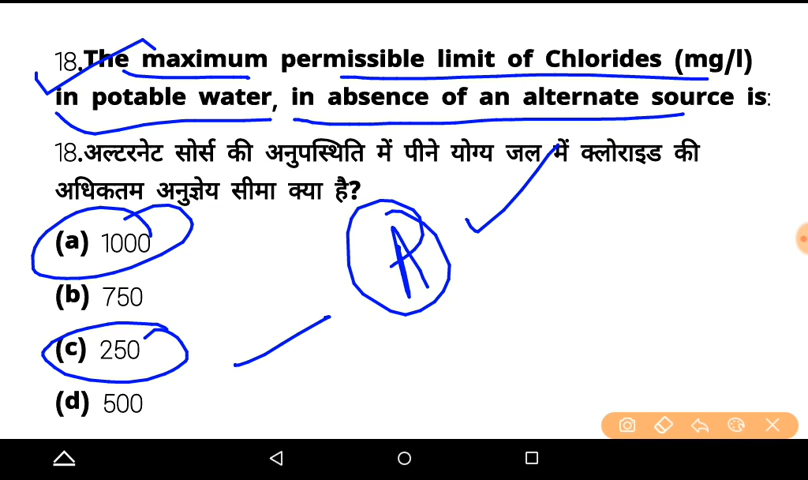 18.The maximum permissible limit of Chlorides (mg/l)
in potable water, in absence of an alternate source is:
18.अल्टरनेट सोर्स की अनुपस्थिति में पीने योग्य जल में क्लोराइड की
अधिकतम अनुज्ञेय सीमा क्या है?
(a) 1000
(b) 750
(c) 250
(d) 500